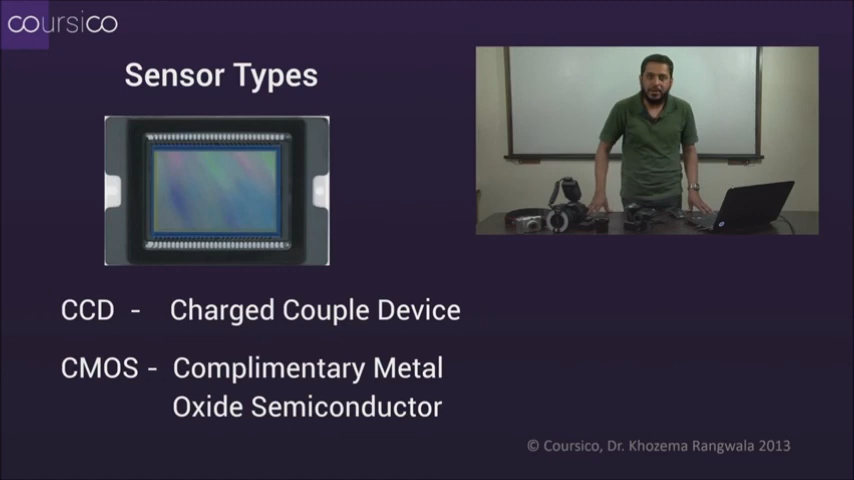 coursico
Sensor Types
CCD - Charged Couple Device
CMOS - Complimentary Metal
Oxide Semiconductor
© Coursico, Dr. Khozema Rangwala 2013